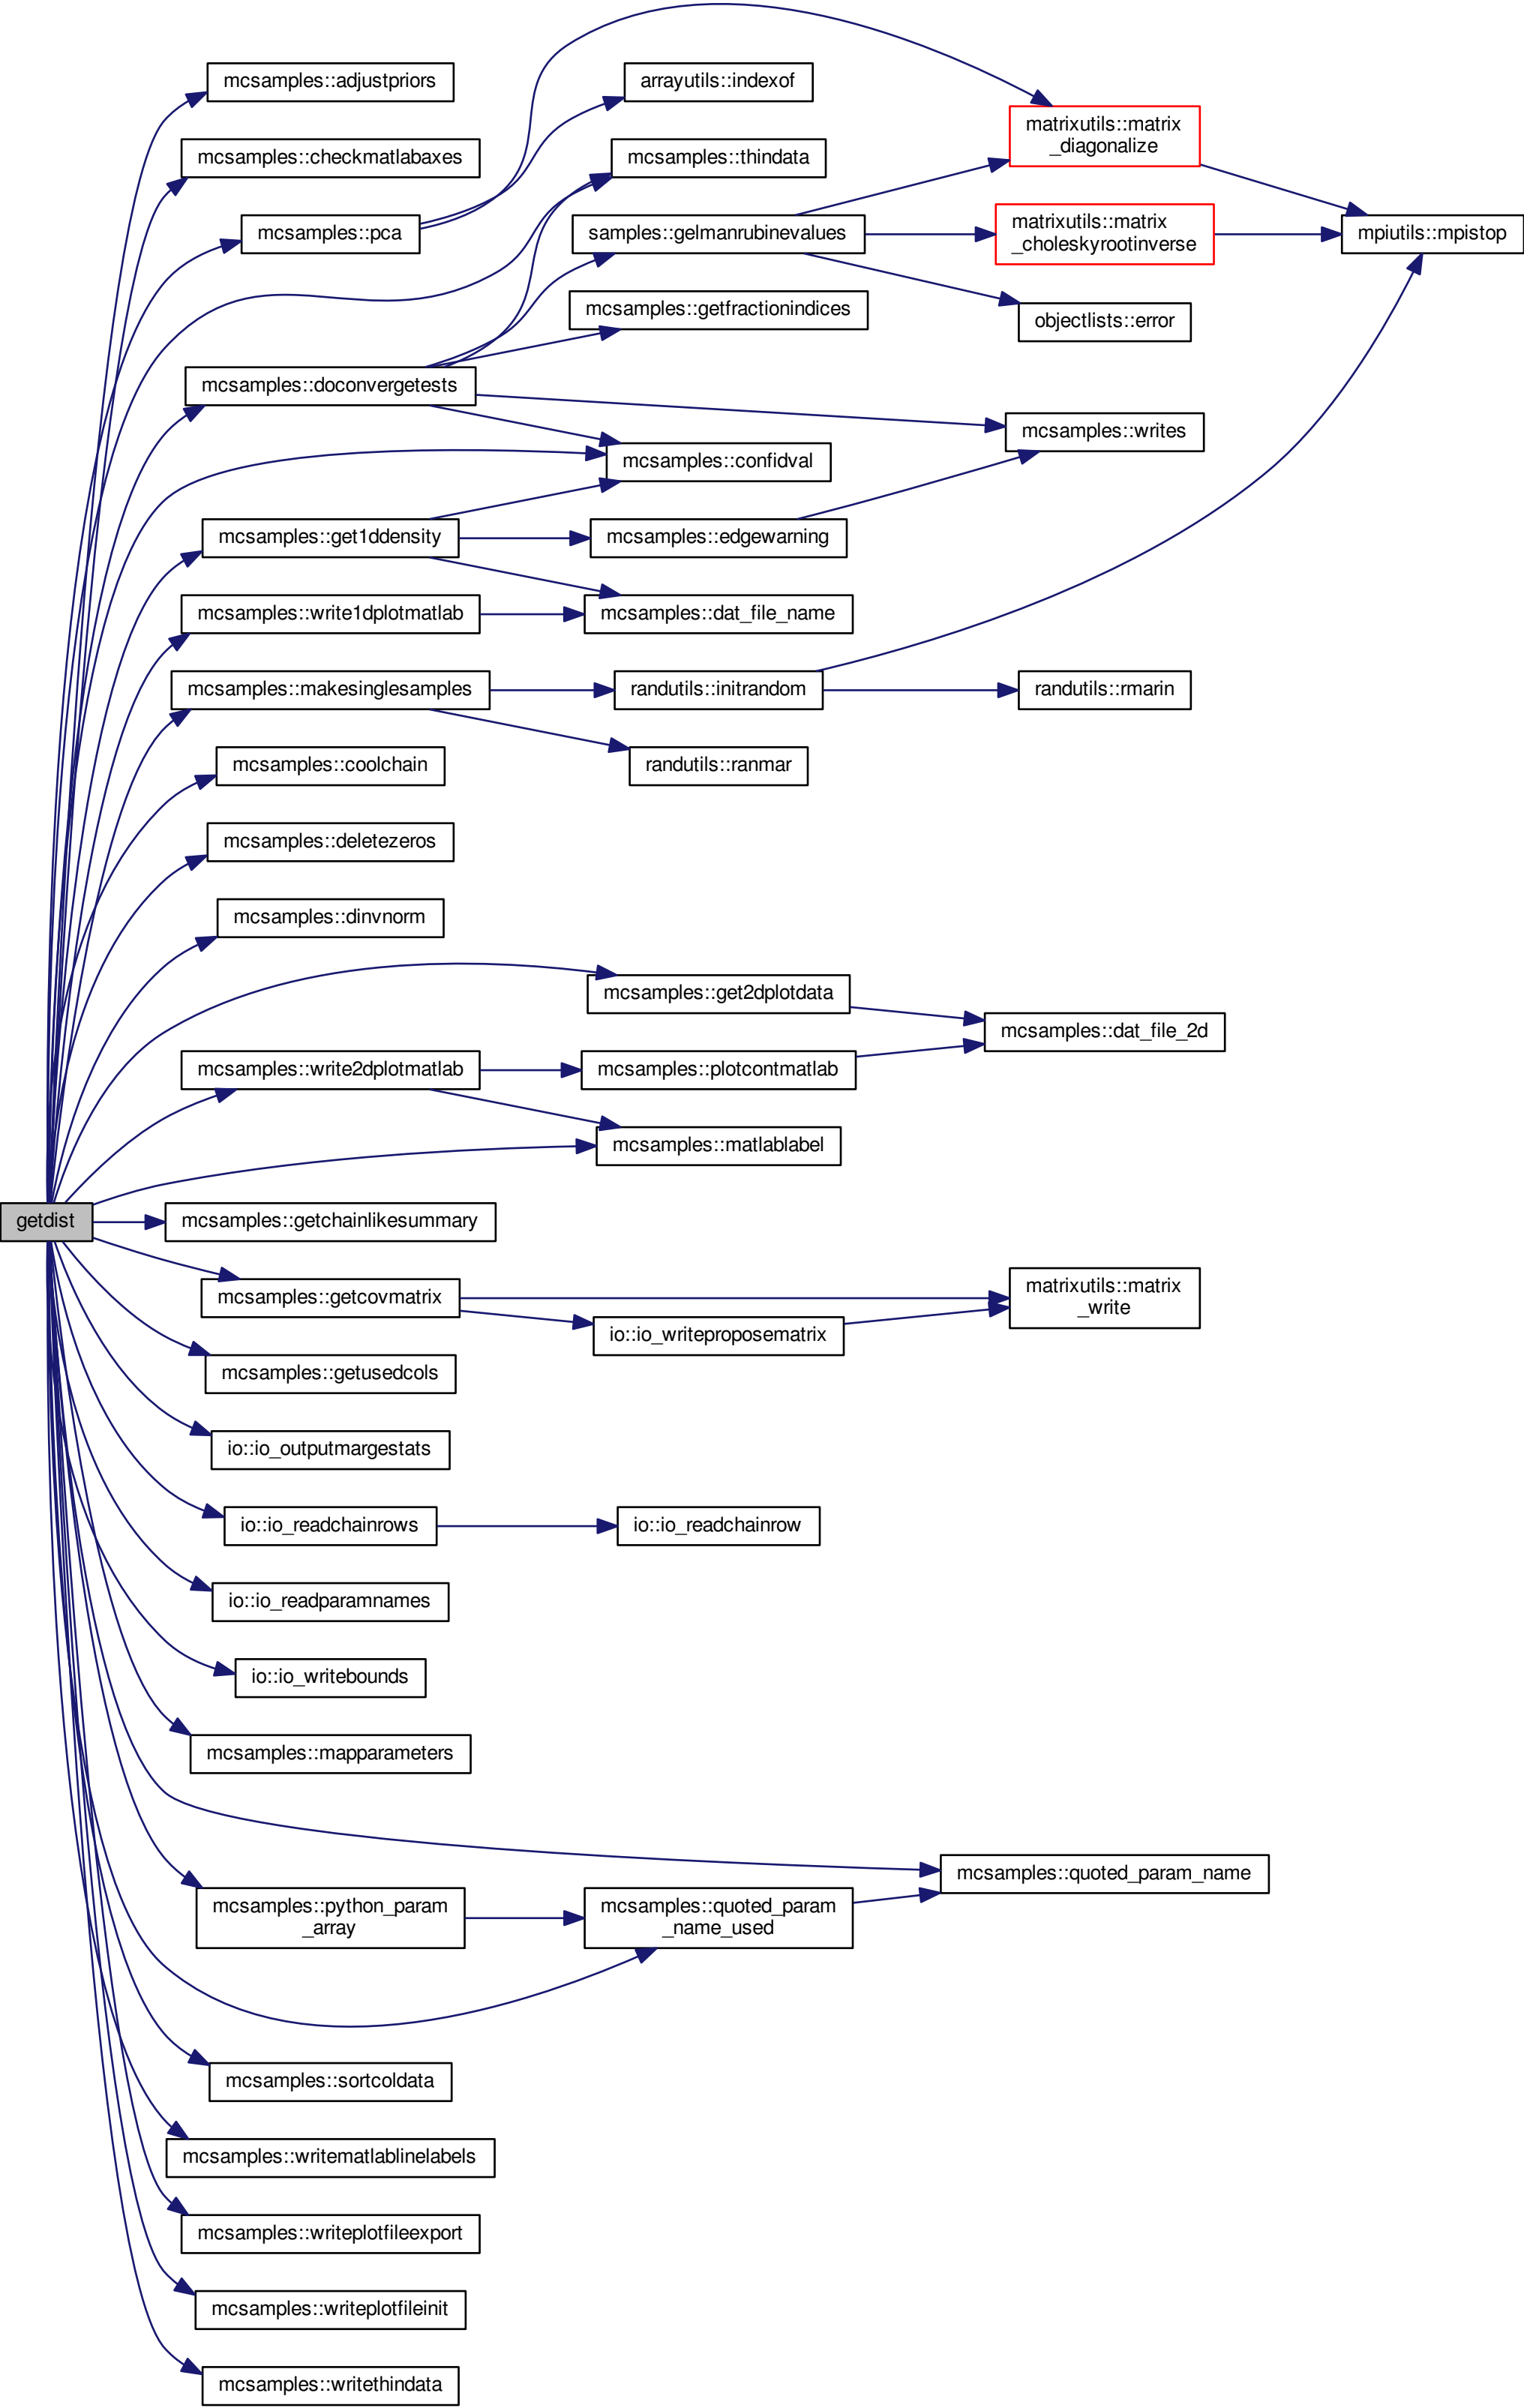 mcsamples::adjustpriors
arrayutils::indexof
matrixutils::matrix
_diagonalize
mcsamples::checkmatlabaxes
mcsamples::thindata
mcsamples::pca
samples::gelmanrubinevalues
matrixutils::matrix
_choleskyrootinverse
mpiutils::mpistop
mcsamples::getfractionindices
objectlists::error
mcsamples::doconvergetests
mcsamples::writes
mcsamples::confidval
mcsamples::get1ddensity
mcsamples::edgewarning
mcsamples::write1dplotmatlab
mcsamples::dat_file_name
mcsamples::makesinglesamples
randutils::initrandom
randutils::rmarin
mcsamples::coolchain
randutils::ranmar
mcsamples::deletezeros
mcsamples::dinvnorm
mcsamples::get2dplotdata
mcsamples::dat_file_2d
mcsamples::write2dplotmatlab
mcsamples::plotcontmatlab
mcsamples::matlablabel
getdist
mcsamples::getchainlikesummary
mcsamples::getcovmatrix
matrixutils::matrix
_write
io::io_writeproposematrix
mcsamples::getusedcols
io::io_outputmargestats
io::io_readchainrows
io::io_readchainrow
io::io_readparamnames
io::io_writebounds
mcsamples::mapparameters
mcsamples::quoted_param_name
mcsamples::python_param
_array
mcsamples::quoted_param
_name_used
mcsamples::sortcoldata
mcsamples::writematlablinelabels
mcsamples::writeplotfileexport
mcsamples::writeplotfileinit
mcsamples::writethindata